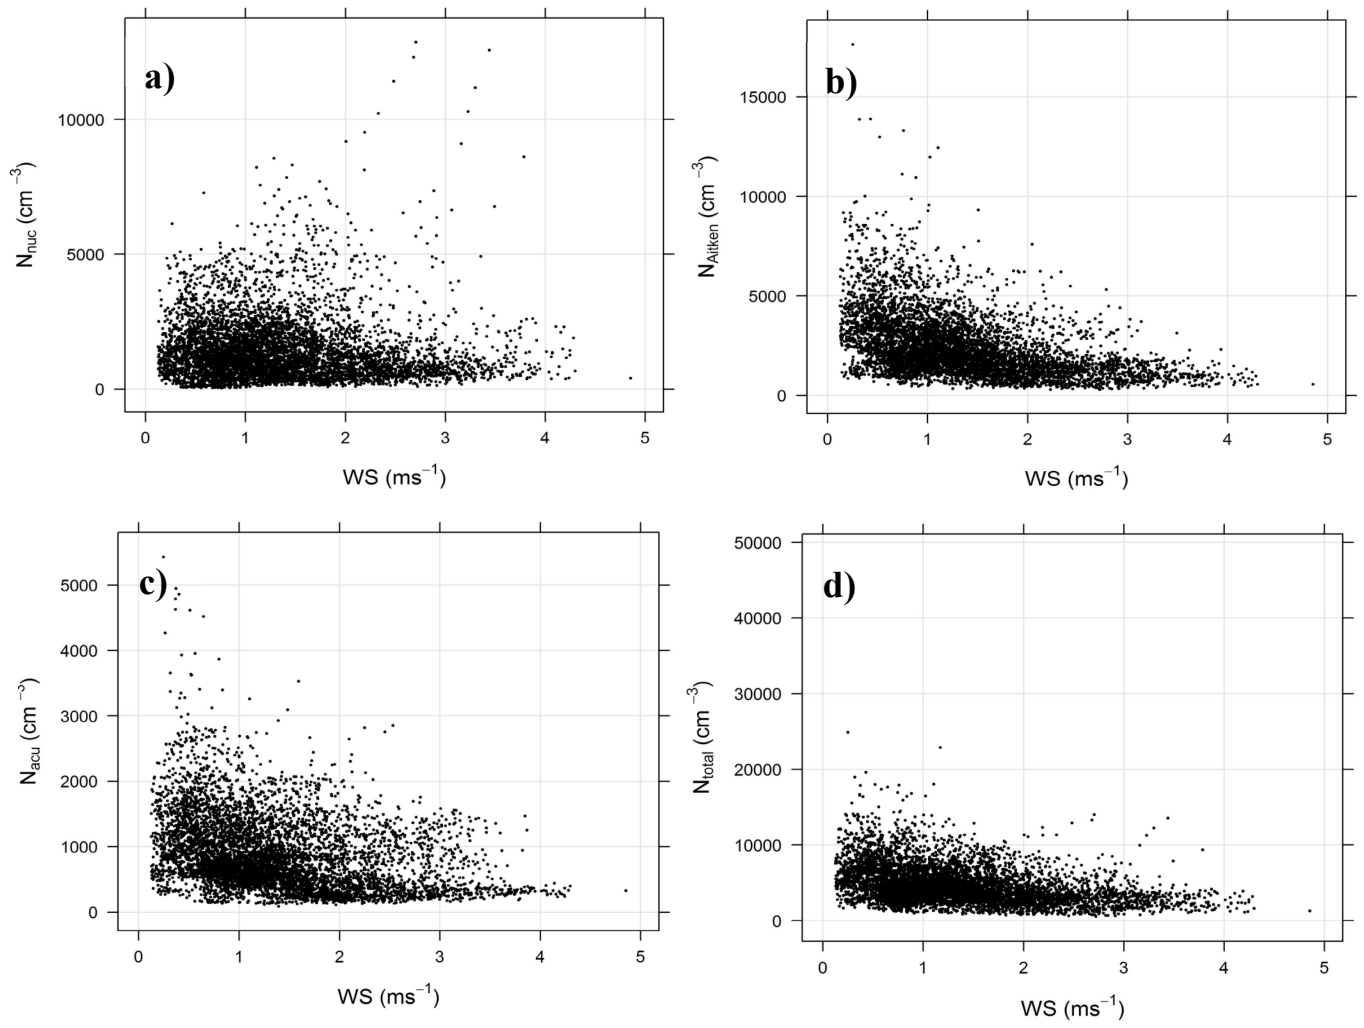 a)
10000
5000
0
N_nuc (cm⁻³)
0 1 2 3 4 5
WS (ms⁻¹)
b)
15000
10000
5000
0
N_Aitken (cm⁻³)
0 1 2 3 4 5
WS (ms⁻¹)
c)
5000
4000
3000
2000
1000
0
N_acu (cm⁻³)
0 1 2 3 4 5
WS (ms⁻¹)
d)
50000
40000
30000
20000
10000
0
N_total (cm⁻³)
0 1 2 3 4 5
WS (ms⁻¹)